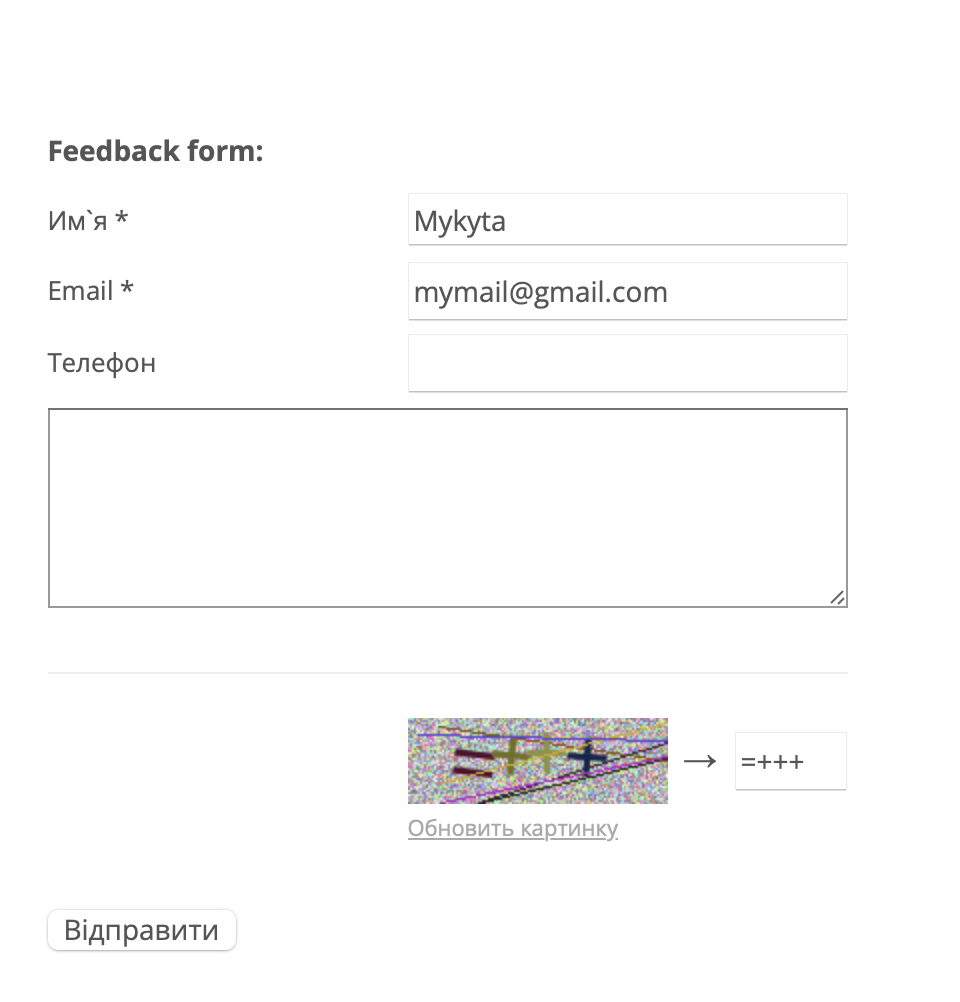 Feedback form:
Им`я * Mykyta
Email * mymail@gmail.com
Телефон
=+++ → =+++
Обновить картинку
Відправити